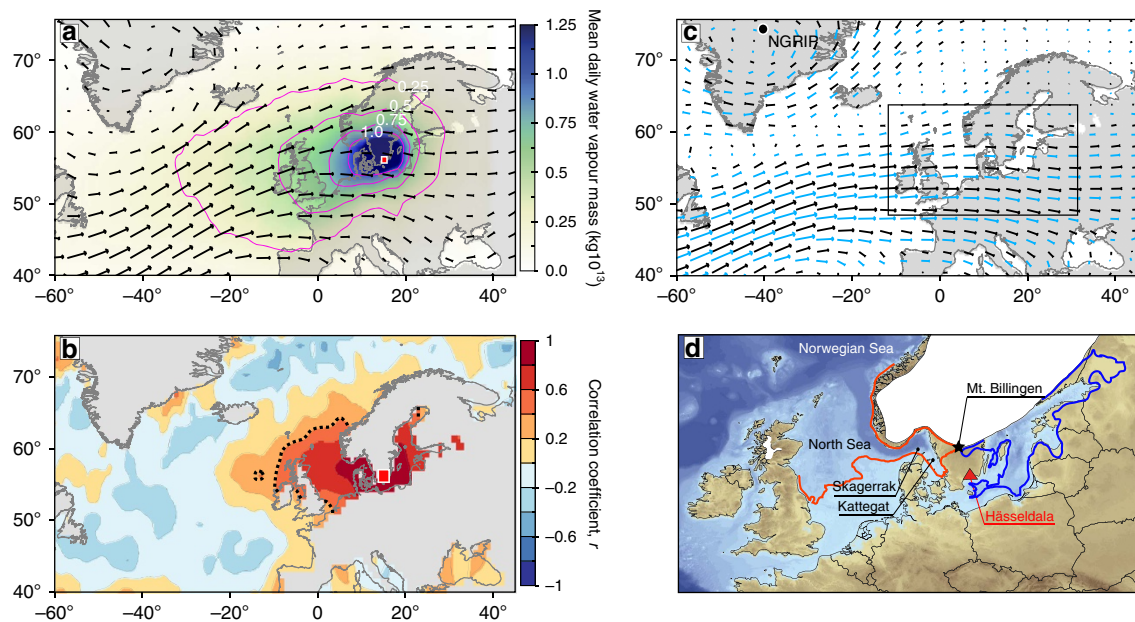 a
70°
60°
50°
40°
−60 −40 −20 0 20 40
0.25
0.5
0.75
1.0
1.25
1.0
0.75
0.5
0.25
0.0
Mean daily water vapour mass (kg10¹³)
c
NGRIP
70°
60°
50°
40°
−60 −40 −20 0 20 40
b
70°
60°
50°
40°
−60 −40 −20 0 20 40
1
0.6
0.2
−0.2
−0.6
−1
Correlation coefficient, r
d
Norwegian Sea
Mt. Billingen
North Sea
Skagerrak
Kattegat
Hässeldala